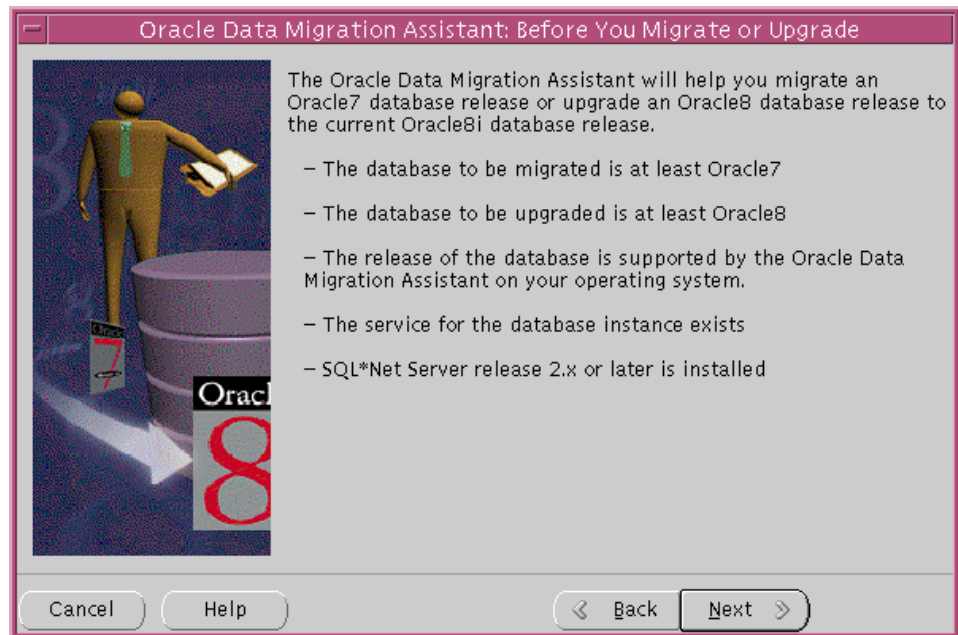 Oracle Data Migration Assistant: Before You Migrate or Upgrade
The Oracle Data Migration Assistant will help you migrate an
Oracle7 database release or upgrade an Oracle8 database release to
the current Oracle8i database release.
– The database to be migrated is at least Oracle7
– The database to be upgraded is at least Oracle8
– The release of the database is supported by the Oracle Data
Migration Assistant on your operating system.
– The service for the database instance exists
– SQL*Net Server release 2.x or later is installed
Oracle
7
Oracl
8
Cancel
Help
Back
Next